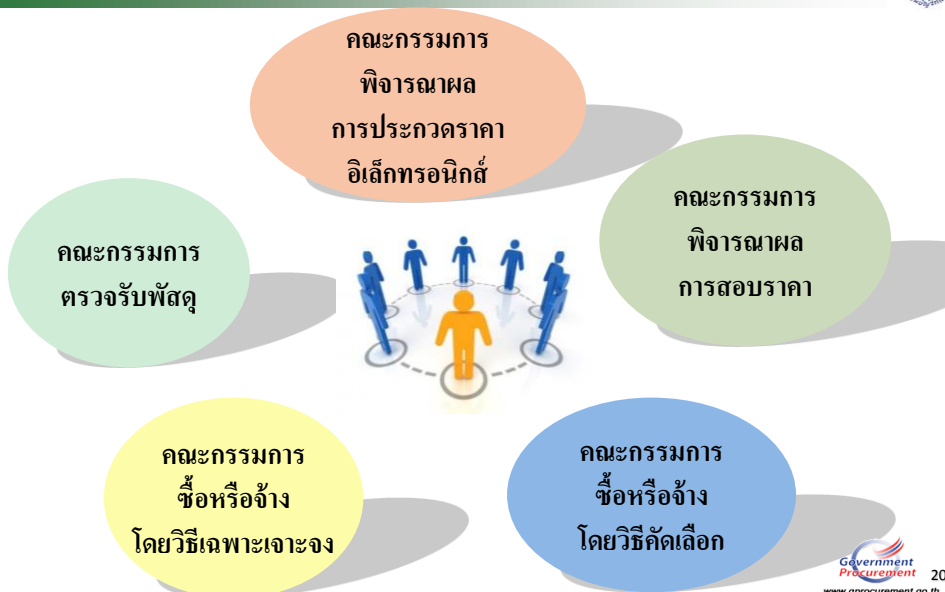 คณะกรรมการ
พิจารณาผล
การประกวดราคา
อิเล็กทรอนิกส์
คณะกรรมการ
พิจารณาผล
การสอบราคา
คณะกรรมการ
ตรวจรับพัสดุ
คณะกรรมการ
ซื้อหรือจ้าง
โดยวิธีเฉพาะเจาะจง
คณะกรรมการ
ซื้อหรือจ้าง
โดยวิธีคัดเลือก
Government
Procurement 20
www.gprocurement.go.th